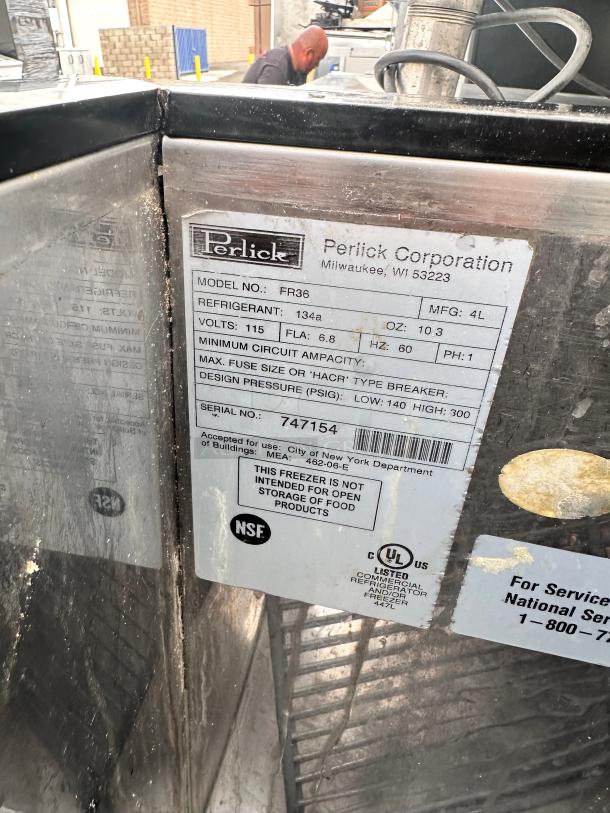 Perlick
Perlick Corporation
Milwaukee, WI 53223
MODEL NO.: FR36
MFG: 4L
REFRIGERANT: 134a
OZ: 10 3
VOLTS: 115
FLA: 6.8
HZ: 60
PH: 1
MINIMUM CIRCUIT AMPACITY:
MAX. FUSE SIZE OR 'HACR' TYPE BREAKER:
DESIGN PRESSURE (PSIG): LOW: 140 HIGH: 300
SERIAL NO.: 747154
Accepted for use: City of New York Department
of Buildings: MEA: 462-06-E
THIS FREEZER IS NOT
INTENDED FOR OPEN
STORAGE OF FOOD
PRODUCTS
NSF
C UL US
LISTED
COMMERCIAL
REFRIGERATOR
AND/OR
FREEZER
447L
For Service
National Ser
1-800-7